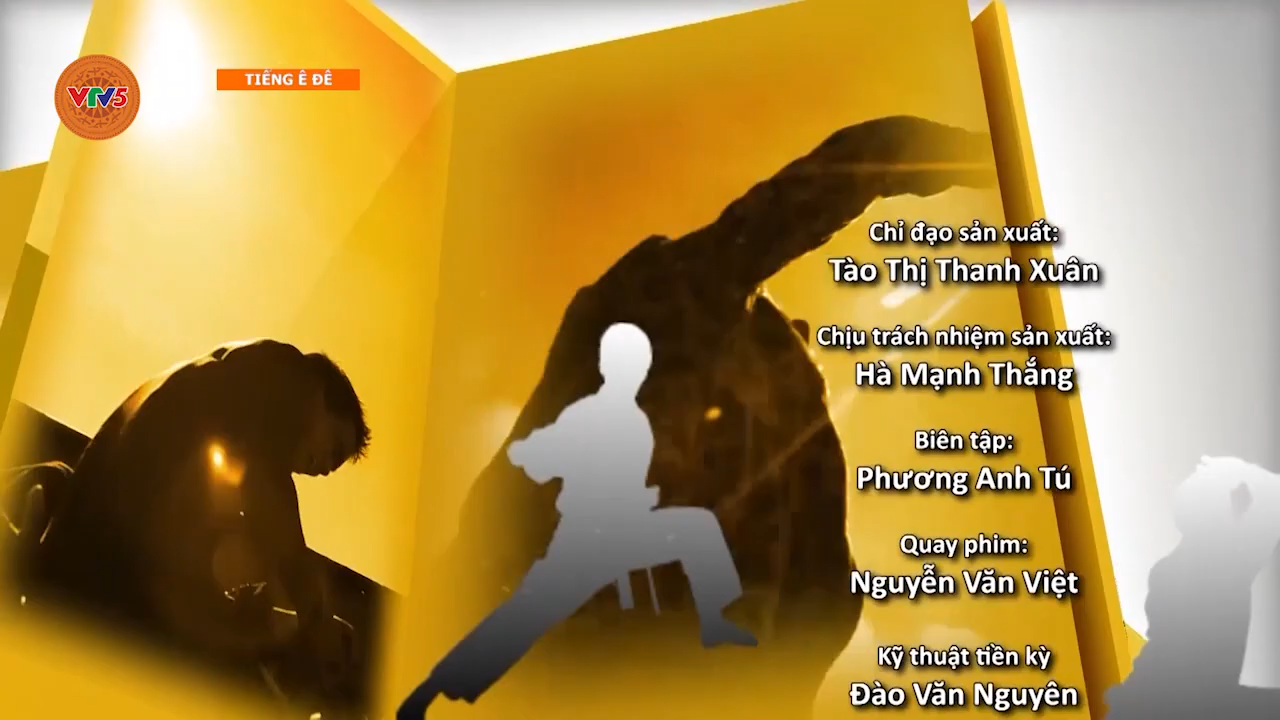 VTV5
TIẾNG Ê ĐÊ
Chỉ đạo sản xuất:
Tào Thị Thanh Xuân
Chịu trách nhiệm sản xuất:
Hà Mạnh Thắng
Biên tập:
Phương Anh Tú
Quay phim:
Nguyễn Văn Việt
Kỹ thuật tiền kỳ
Đào Văn Nguyên